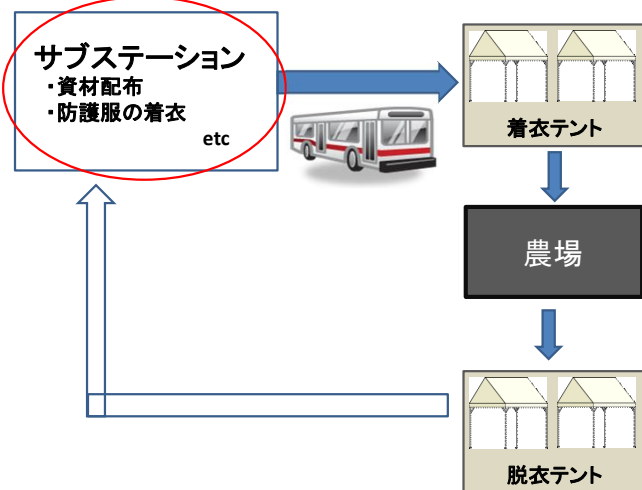 サブステーション
・資材配布
・防護服の着衣
etc
着衣テント
農場
脱衣テント